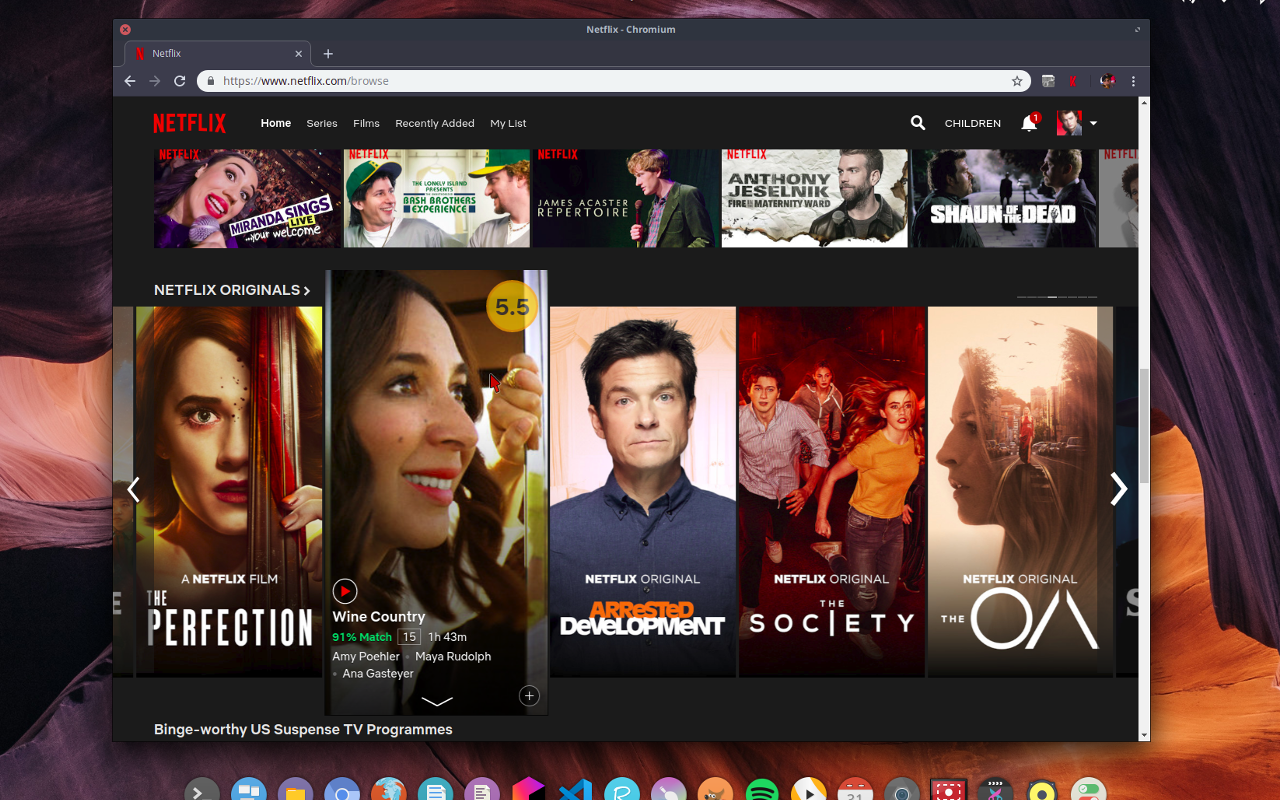 Netflix - Chromium
Netflix
https://www.netflix.com/browse
NETFLIX
Home Series Films Recently Added My List
CHILDREN
1
NETFLIX
MIRANDA SINGS
LIVE
...your welcome
NETFLIX
THE LONELY ISLAND
PRESENTS
BASH BROTHERS
EXPERIENCE
NETFLIX
JAMES ACASTER
REPERTOIRE
NETFLIX
ANTHONY
JESELNIK
FIRE IN THE MATERNITY WARD
SHAUN OF THE DEAD
NETFLIX ORIGINALS
A NETFLIX FILM
THE
PERFECTION
5.5
Wine Country
91% Match 15 1h 43m
Amy Poehler • Maya Rudolph
• Ana Gasteyer
NETFLIX ORIGINAL
ARReSTeD
DeVeLOPMeNT
NETFLIX ORIGINAL
THE
SOCIETY
NETFLIX ORIGINAL
THE OA
Binge-worthy US Suspense TV Programmes
31